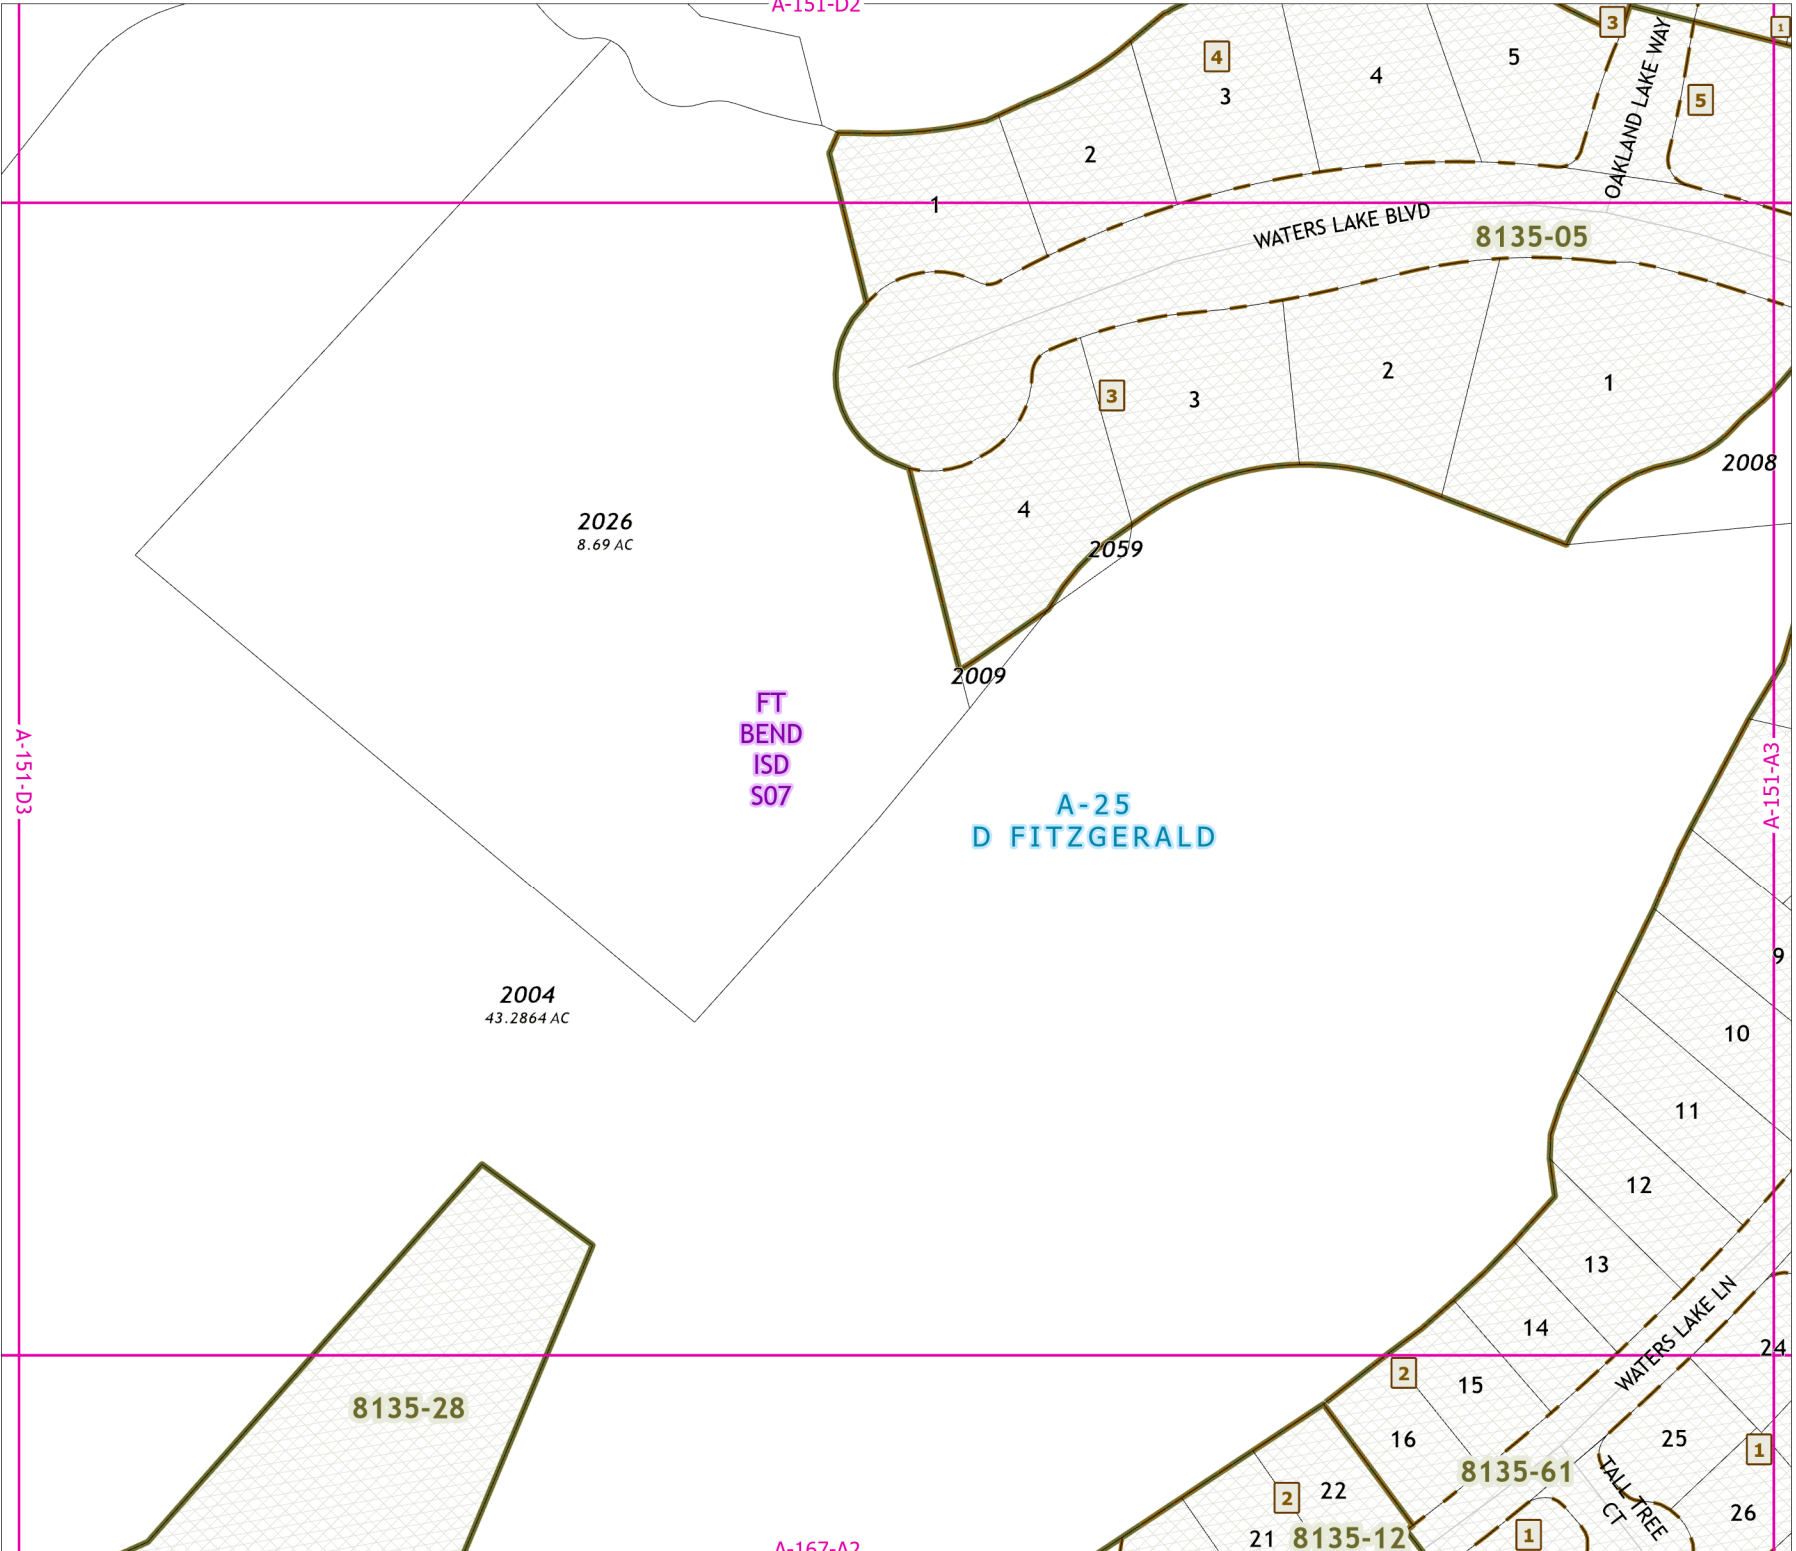 A-151-D2
3
1
4
5
4
3
5
OAKLAND LAKE WAY
2
1
WATERS LAKE BLVD
8135-05
2
1
3
3
2008
4
2026
8.69 AC
2059
2009
FT
BEND
ISD
S07
A-151-D3
A-151-A3
A-25
D FITZGERALD
9
2004
43.2864 AC
10
11
12
13
14
WATERS LAKE LN
24
2
15
8135-28
16
25
1
8135-61
TALL TREE
CT
22
2
26
21
8135-12
1
A-167-A2